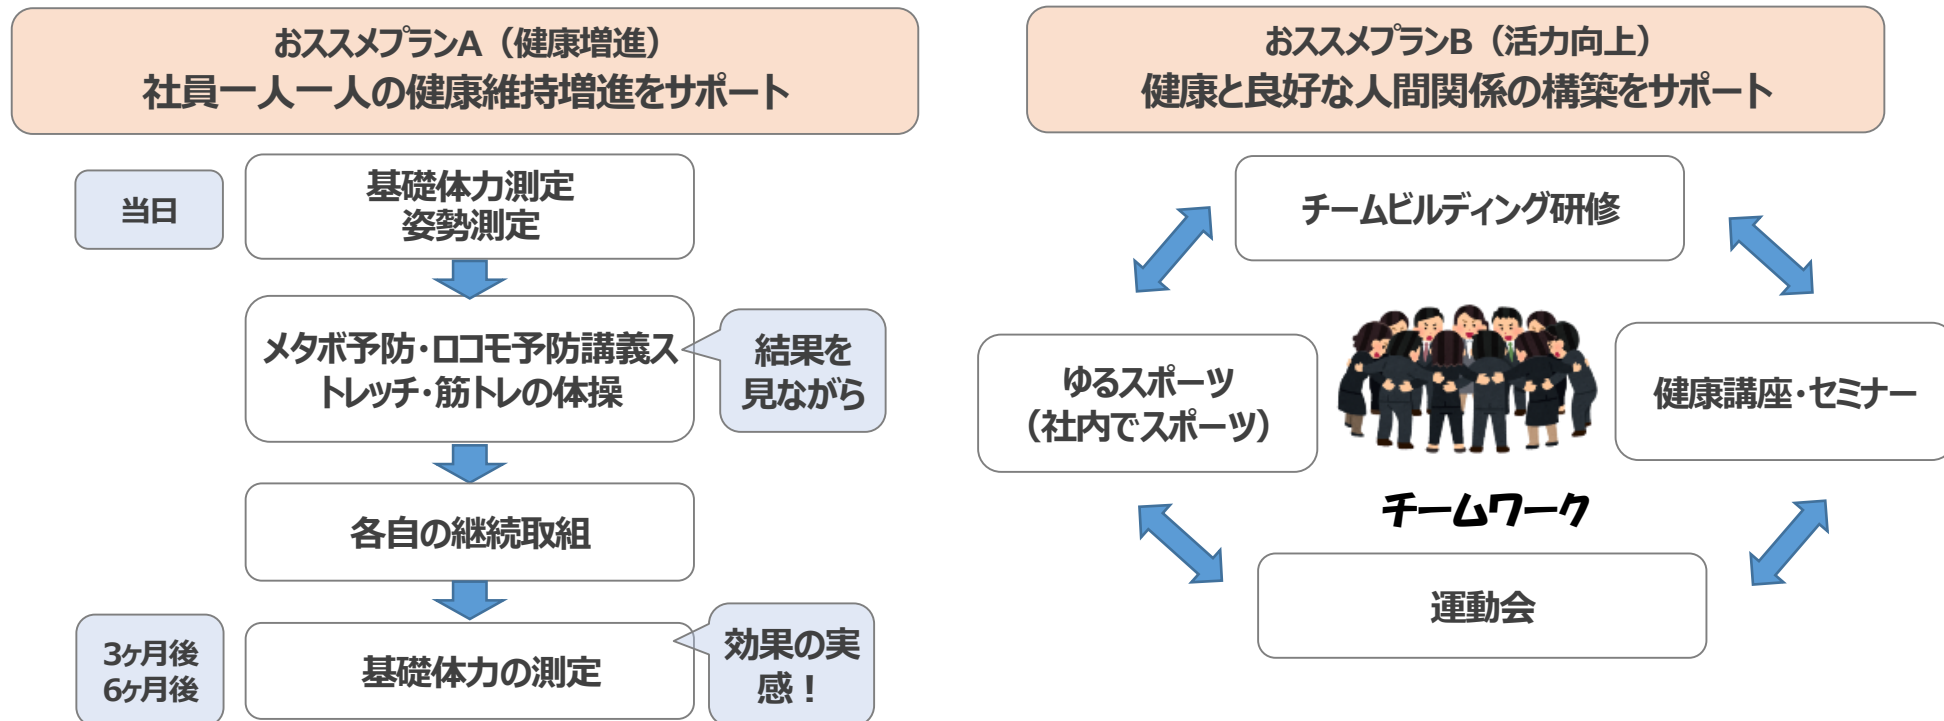 おススメプランA（健康増進）
社員一人一人の健康維持増進をサポート
当日
基礎体力測定
姿勢測定
メタボ予防・ロコモ予防講義ス
トレッチ・筋トレの体操
結果を
見ながら
各自の継続取組
3ヶ月後
6ヶ月後
基礎体力の測定
効果の実
感！
おススメプランB（活力向上）
健康と良好な人間関係の構築をサポート
チームビルディング研修
ゆるスポーツ
（社内でスポーツ）
健康講座・セミナー
チームワーク
運動会